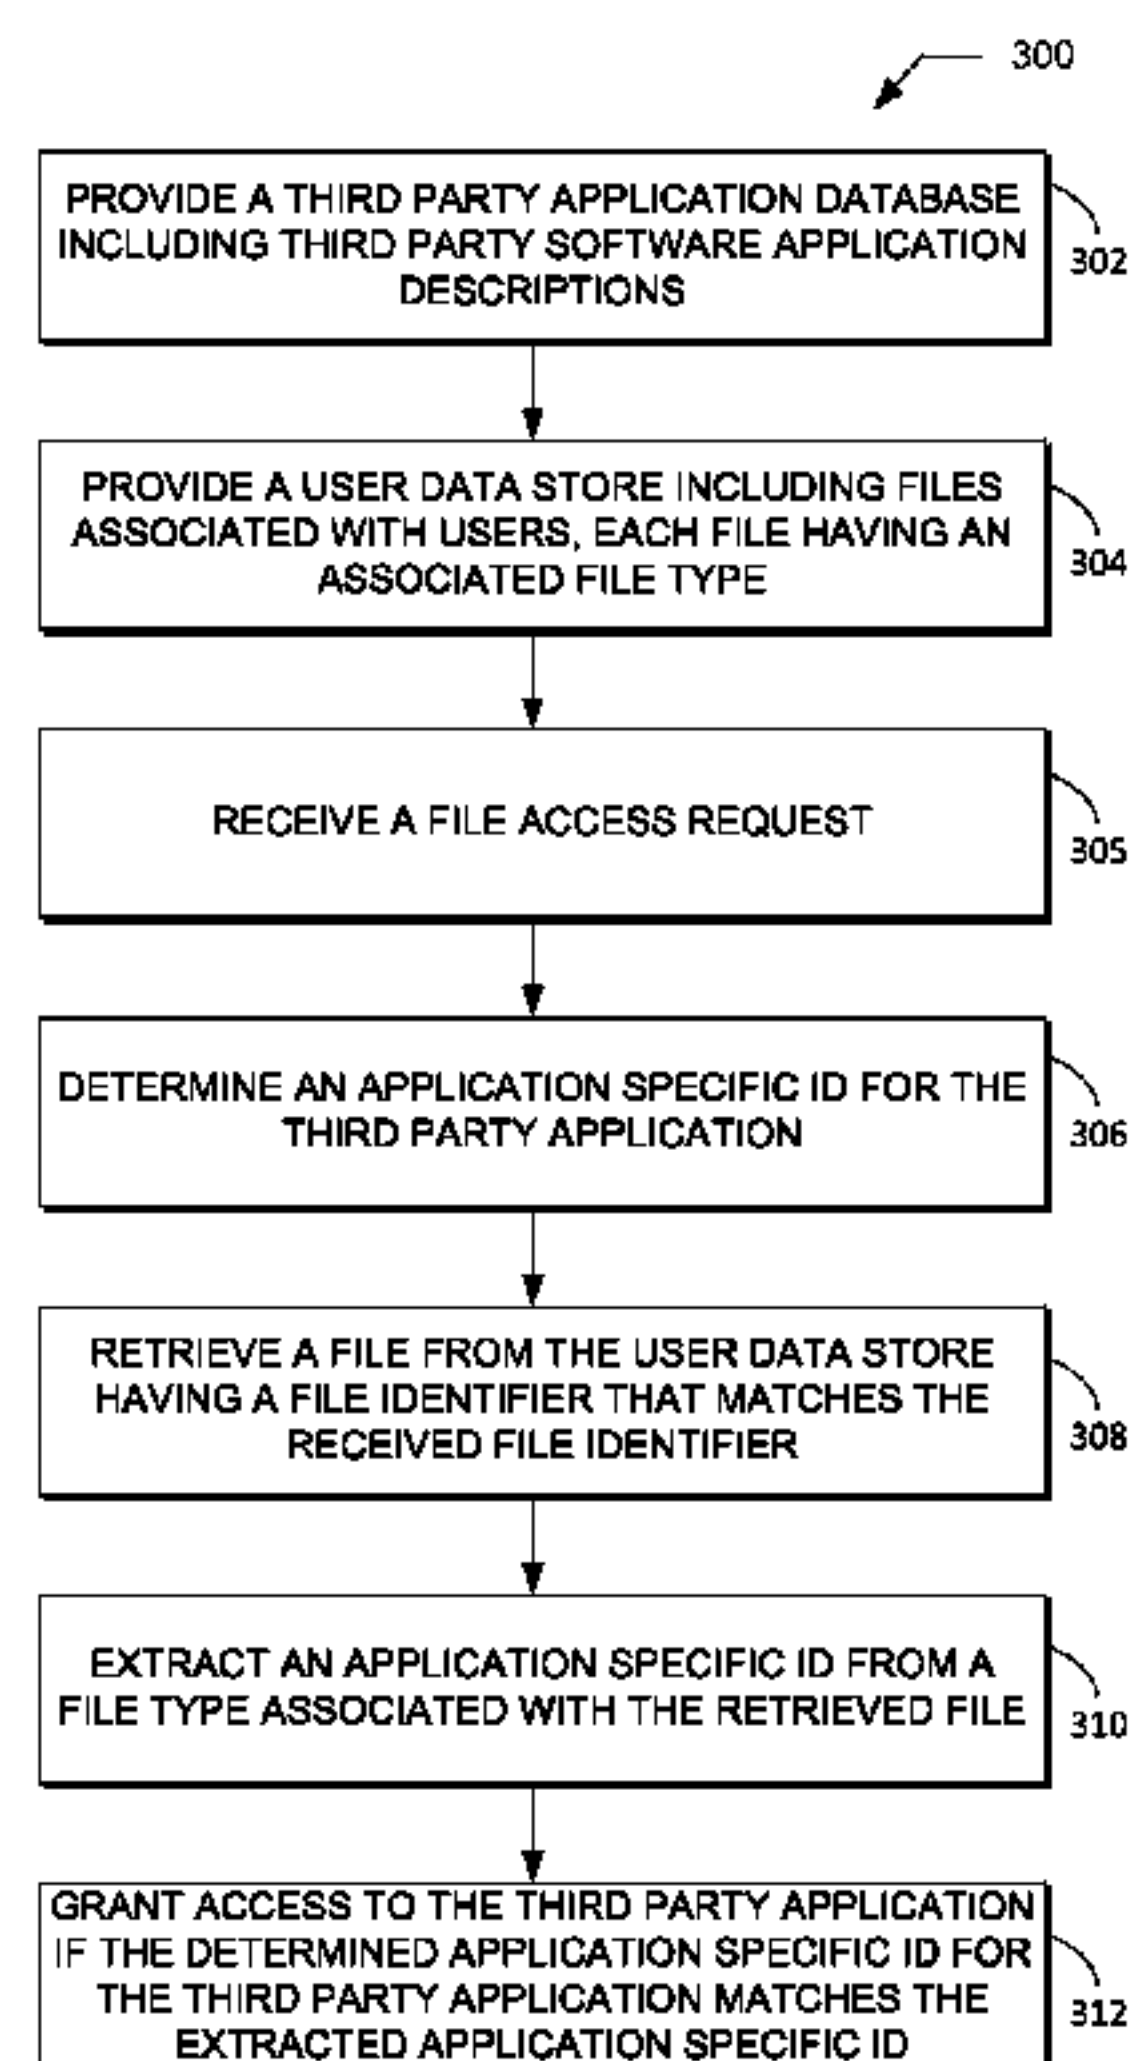 300
PROVIDE A THIRD PARTY APPLICATION DATABASE
INCLUDING THIRD PARTY SOFTWARE APPLICATION
DESCRIPTIONS
302
PROVIDE A USER DATA STORE INCLUDING FILES
ASSOCIATED WITH USERS, EACH FILE HAVING AN
ASSOCIATED FILE TYPE
304
RECEIVE A FILE ACCESS REQUEST
305
DETERMINE AN APPLICATION SPECIFIC ID FOR THE
THIRD PARTY APPLICATION
306
RETRIEVE A FILE FROM THE USER DATA STORE
HAVING A FILE IDENTIFIER THAT MATCHES THE
RECEIVED FILE IDENTIFIER
308
EXTRACT AN APPLICATION SPECIFIC ID FROM A
FILE TYPE ASSOCIATED WITH THE RETRIEVED FILE
310
GRANT ACCESS TO THE THIRD PARTY APPLICATION
IF THE DETERMINED APPLICATION SPECIFIC ID FOR
THE THIRD PARTY APPLICATION MATCHES THE
EXTRACTED APPLICATION SPECIFIC ID
312